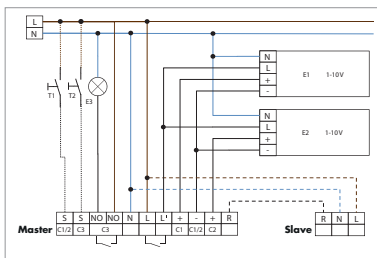 L
N
N
L
+
-
E1 1-10V
T1
T2
E3
N
L
+
-
E2 1-10V
Master
S S NO NO N L L' + - + R
C1/2 C3 C3 C1 C1/2 C2
Slave
R N L